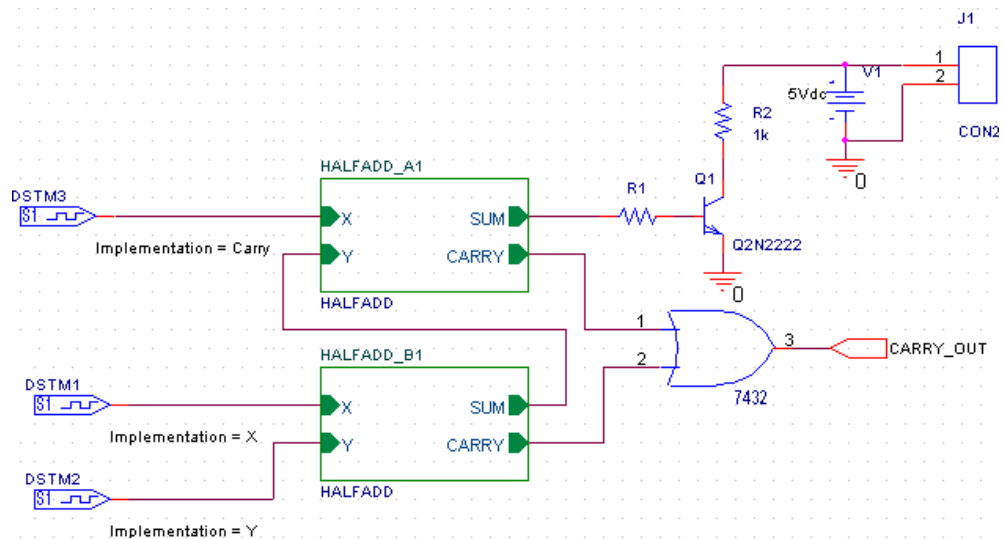 J1
1
2
V1
5Vdc
CON2
R2
1k
0
HALFADD_A1
DSTM3
S1
X
SUM
R1
Q1
Implementation = Carry
Y
CARRY
Q2N2222
HALFADD
0
1
2
3
CARRY_OUT
7432
HALFADD_B1
DSTM1
S1
X
SUM
Implementation = X
Y
CARRY
DSTM2
S1
HALFADD
Implementation = Y